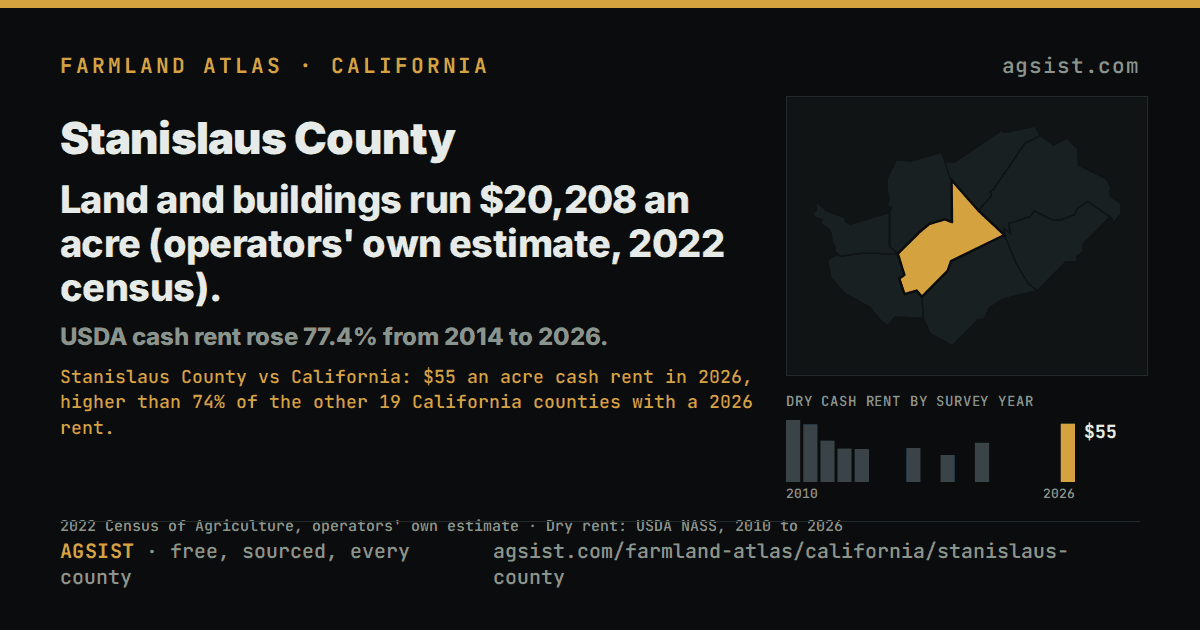 FARMLAND ATLAS · CALIFORNIA
agsist.com
Stanislaus County
Land and buildings run $20,208 an
acre (operators' own estimate, 2022
census).
USDA cash rent rose 77.4% from 2014 to 2026.
Stanislaus County vs California: $55 an acre cash rent in 2026,
higher than 74% of the other 19 California counties with a 2026
rent.
DRY CASH RENT BY SURVEY YEAR
$55
2010
2026
2022 Census of Agriculture, operators' own estimate · Dry rent: USDA NASS, 2010 to 2026
AGSIST · free, sourced, every
county
agsist.com/farmland-atlas/california/stanislaus-
county